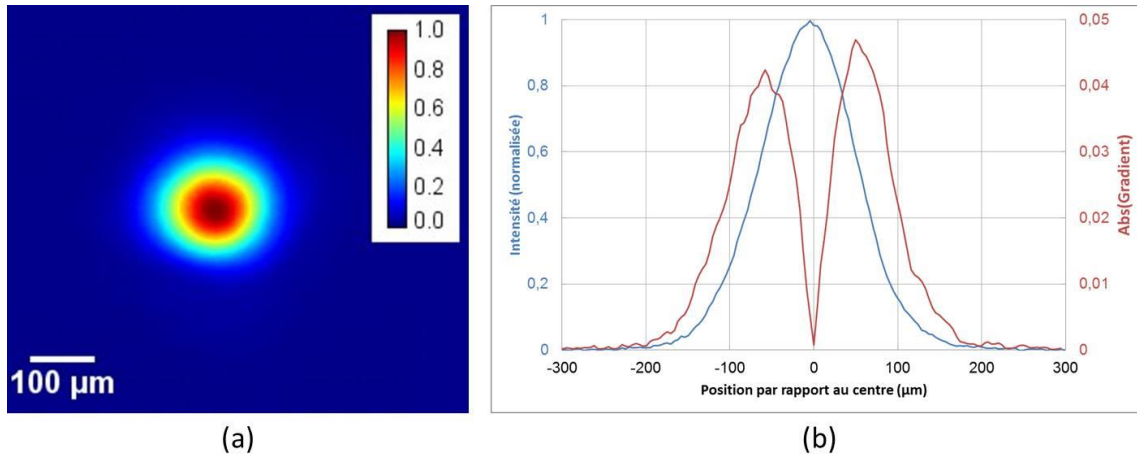 1.0
0.8
0.6
0.4
0.2
0.0
100 µm
(a)
1
0,8
0,6
0,4
0,2
0
Intensité (normalisée)
0,05
0,04
0,03
0,02
0,01
0
Abs(Gradient)
-300 -200 -100 0 100 200 300
Position par rapport au centre (µm)
(b)